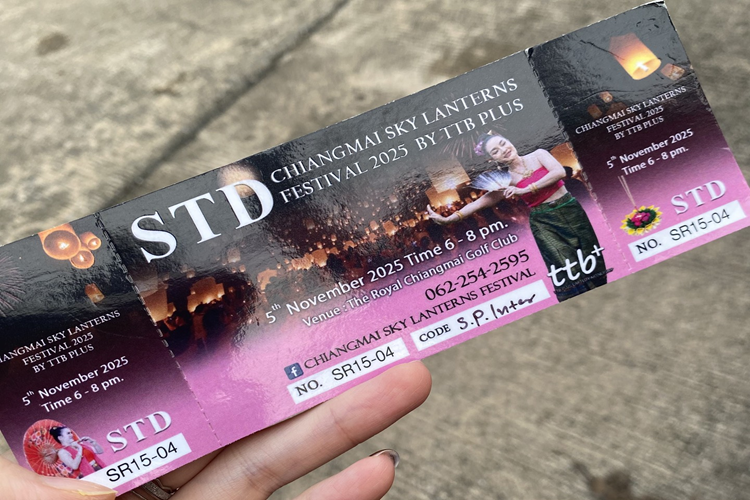 CHIANGMAI SKY LANTERNS
FESTIVAL 2025
BY TTB PLUS
5th November 2025
Time 6 - 8 pm.
STD
SR15-04
STD
CHIANGMAI SKY LANTERNS
FESTIVAL 2025 BY TTB PLUS
5th November 2025 Time 6 - 8 pm.
Venue : The Royal Chiangmai Golf Club
062-254-2595
f CHIANGMAI SKY LANTERNS FESTIVAL
NO. SR15-04
CODE S.P. Inter
ttb+
CHIANGMAI SKY LANTERNS
FESTIVAL 2025
BY TTB PLUS
5th November 2025
Time 6 - 8 pm.
STD
NO. SR15-04